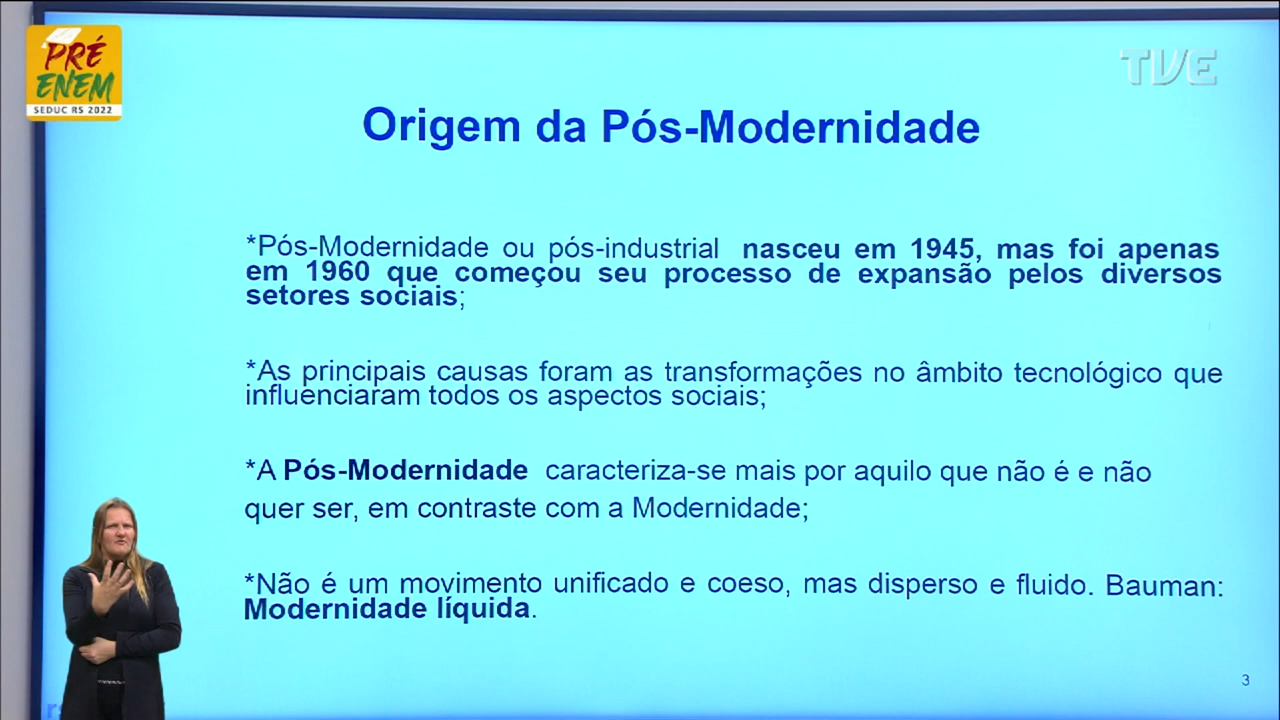 PRÉ
ENEM
SEDUC RS 2022
TVE
Origem da Pós-Modernidade
*Pós-Modernidade ou pós-industrial nasceu em 1945, mas foi apenas
em 1960 que começou seu processo de expansão pelos diversos
setores sociais;
*As principais causas foram as transformações no âmbito tecnológico que
influenciaram todos os aspectos sociais;
*A Pós-Modernidade caracteriza-se mais por aquilo que não é e não
quer ser, em contraste com a Modernidade;
*Não é um movimento unificado e coeso, mas disperso e fluido. Bauman:
Modernidade líquida.
3